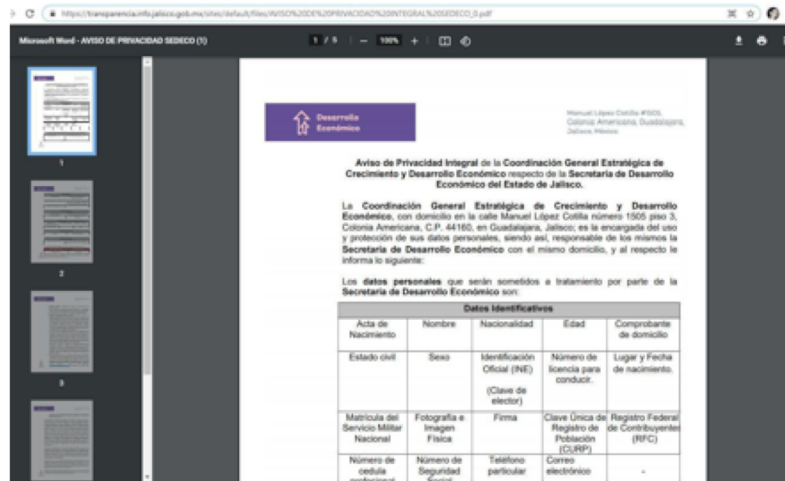 https://transparencia.info.jalisco.gob.mx/sites/default/files/AVISO%20DE%20PRIVACIDAD%20INTEGRAL%20SEDECO_0.pdf
Microsoft Word - AVISO DE PRIVACIDAD SEDECO (1)
1 / 5 — 100% +
Desarrollo
Económico
Manuel López Cotilla #1505,
Colonia Americana, Guadalajara,
Jalisco, México
Aviso de Privacidad Integral de la Coordinación General Estratégica de
Crecimiento y Desarrollo Económico respecto de la Secretaría de Desarrollo
Económico del Estado de Jalisco.
La Coordinación General Estratégica de Crecimiento y Desarrollo
Económico, con domicilio en la calle Manuel López Cotilla número 1505 piso 3,
Colonia Americana, C.P. 44160, en Guadalajara, Jalisco; es la encargada del uso
y protección de sus datos personales, siendo así, responsable de los mismos la
Secretaría de Desarrollo Económico con el mismo domicilio, y al respecto le
informa lo siguiente:
Los datos personales que serán sometidos a tratamiento por parte de la
Secretaría de Desarrollo Económico son:
Datos Identificativos
Acta de Nacimiento Nombre Nacionalidad Edad Comprobante de domicilio
Estado civil Sexo Identificación Oficial (INE) (Clave de elector) Número de licencia para conducir. Lugar y Fecha de nacimiento.
Matrícula del Servicio Militar Nacional Fotografía e Imagen Física Firma Clave Única de Registro de Población (CURP) Registro Federal de Contribuyentes (RFC)
Número de cedula profesional Número de Seguridad Social Teléfono particular Correo electrónico -
1
2
3